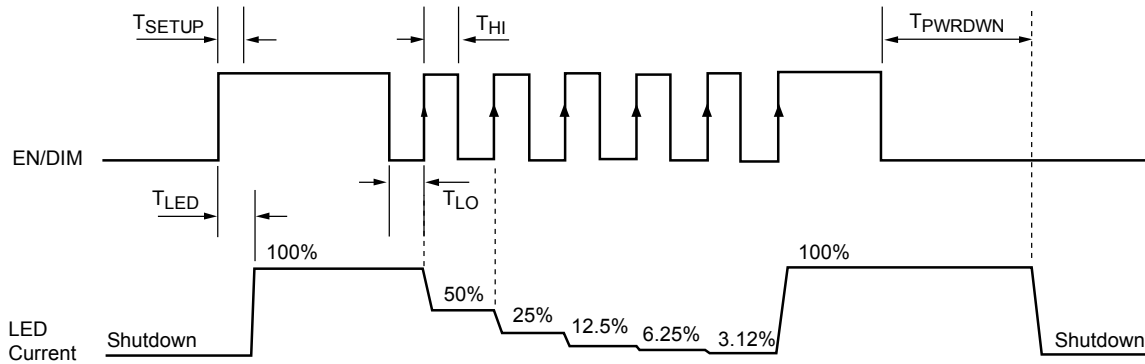 TSETUP
THI
TPWRDWN
EN/DIM
TLED
TLO
100%
100%
50%
25%
12.5%
6.25%
3.12%
LED
Current
Shutdown
Shutdown